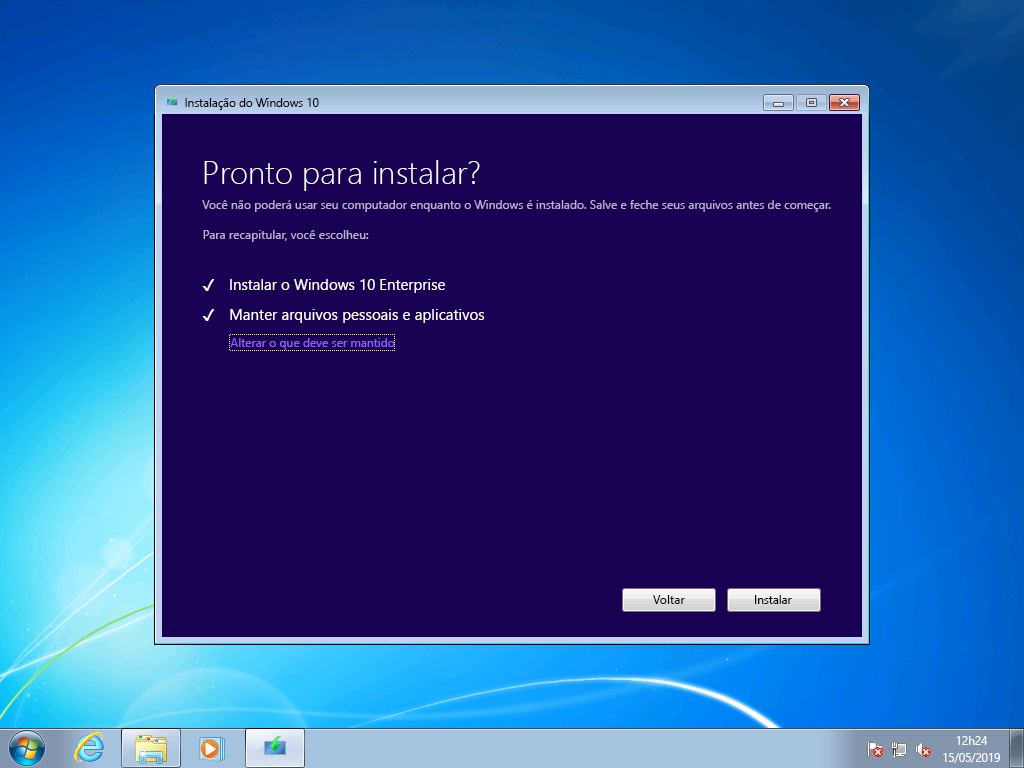 Instalação do Windows 10
Pronto para instalar?
Você não poderá usar seu computador enquanto o Windows é instalado. Salve e feche seus arquivos antes de começar.
Para recapitular, você escolheu:
Instalar o Windows 10 Enterprise
Manter arquivos pessoais e aplicativos
Alterar o que deve ser mantido
Voltar
Instalar
12h24
15/05/2019